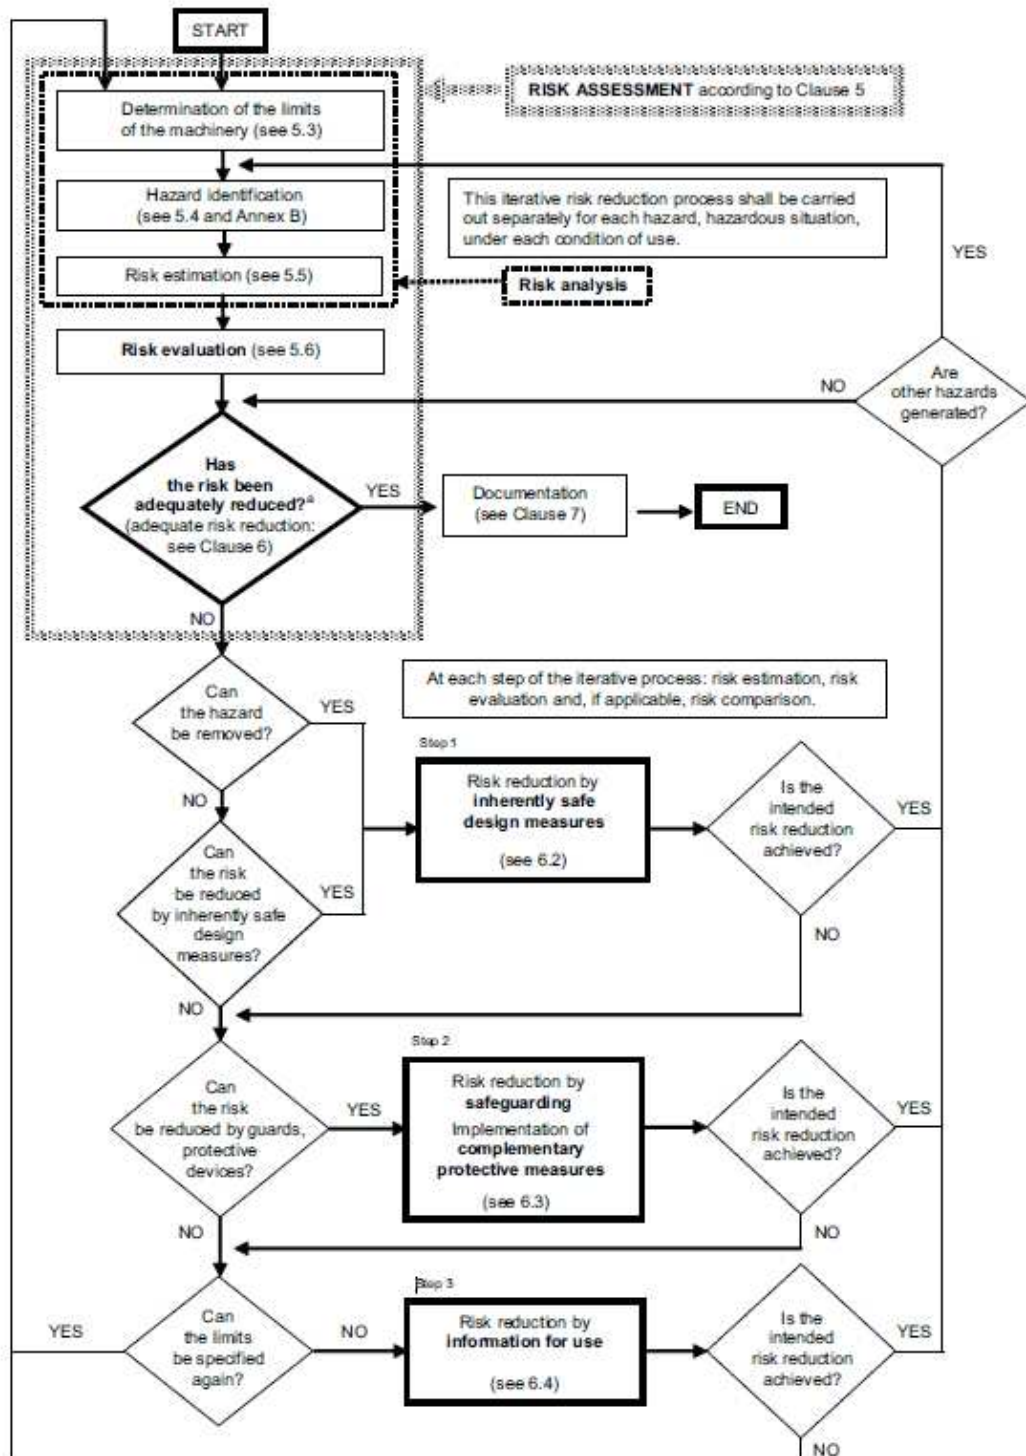 START
RISK ASSESSMENT according to Clause 5
Determination of the limits
of the machinery (see 5.3)
Hazard identification
(see 5.4 and Annex B)
This iterative risk reduction process shall be carried
out separately for each hazard, hazardous situation,
under each condition of use.
YES
Risk estimation (see 5.5)
Risk analysis
Risk evaluation (see 5.6)
NO
Are
other hazards
generated?
Has
the risk been
adequately reduced?a
(adequate risk reduction:
see Clause 6)
YES
Documentation
(see Clause 7)
END
NO
Can
the hazard
be removed?
YES
At each step of the iterative process: risk estimation, risk
evaluation and, if applicable, risk comparison.
Step 1
Risk reduction by
inherently safe
design measures
(see 6.2)
Is the
intended
risk reduction
achieved?
YES
NO
Can
the risk
be reduced
by inherently safe
design
measures?
YES
NO
NO
Step 2
Can
the risk
be reduced by guards,
protective
devices?
YES
Risk reduction by
safeguarding
Implementation of
complementary
protective measures
(see 6.3)
Is the
intended
risk reduction
achieved?
YES
NO
NO
Step 3
YES
Can
the limits
be specified
again?
NO
Risk reduction by
information for use
(see 6.4)
Is the
intended
risk reduction
achieved?
YES
NO